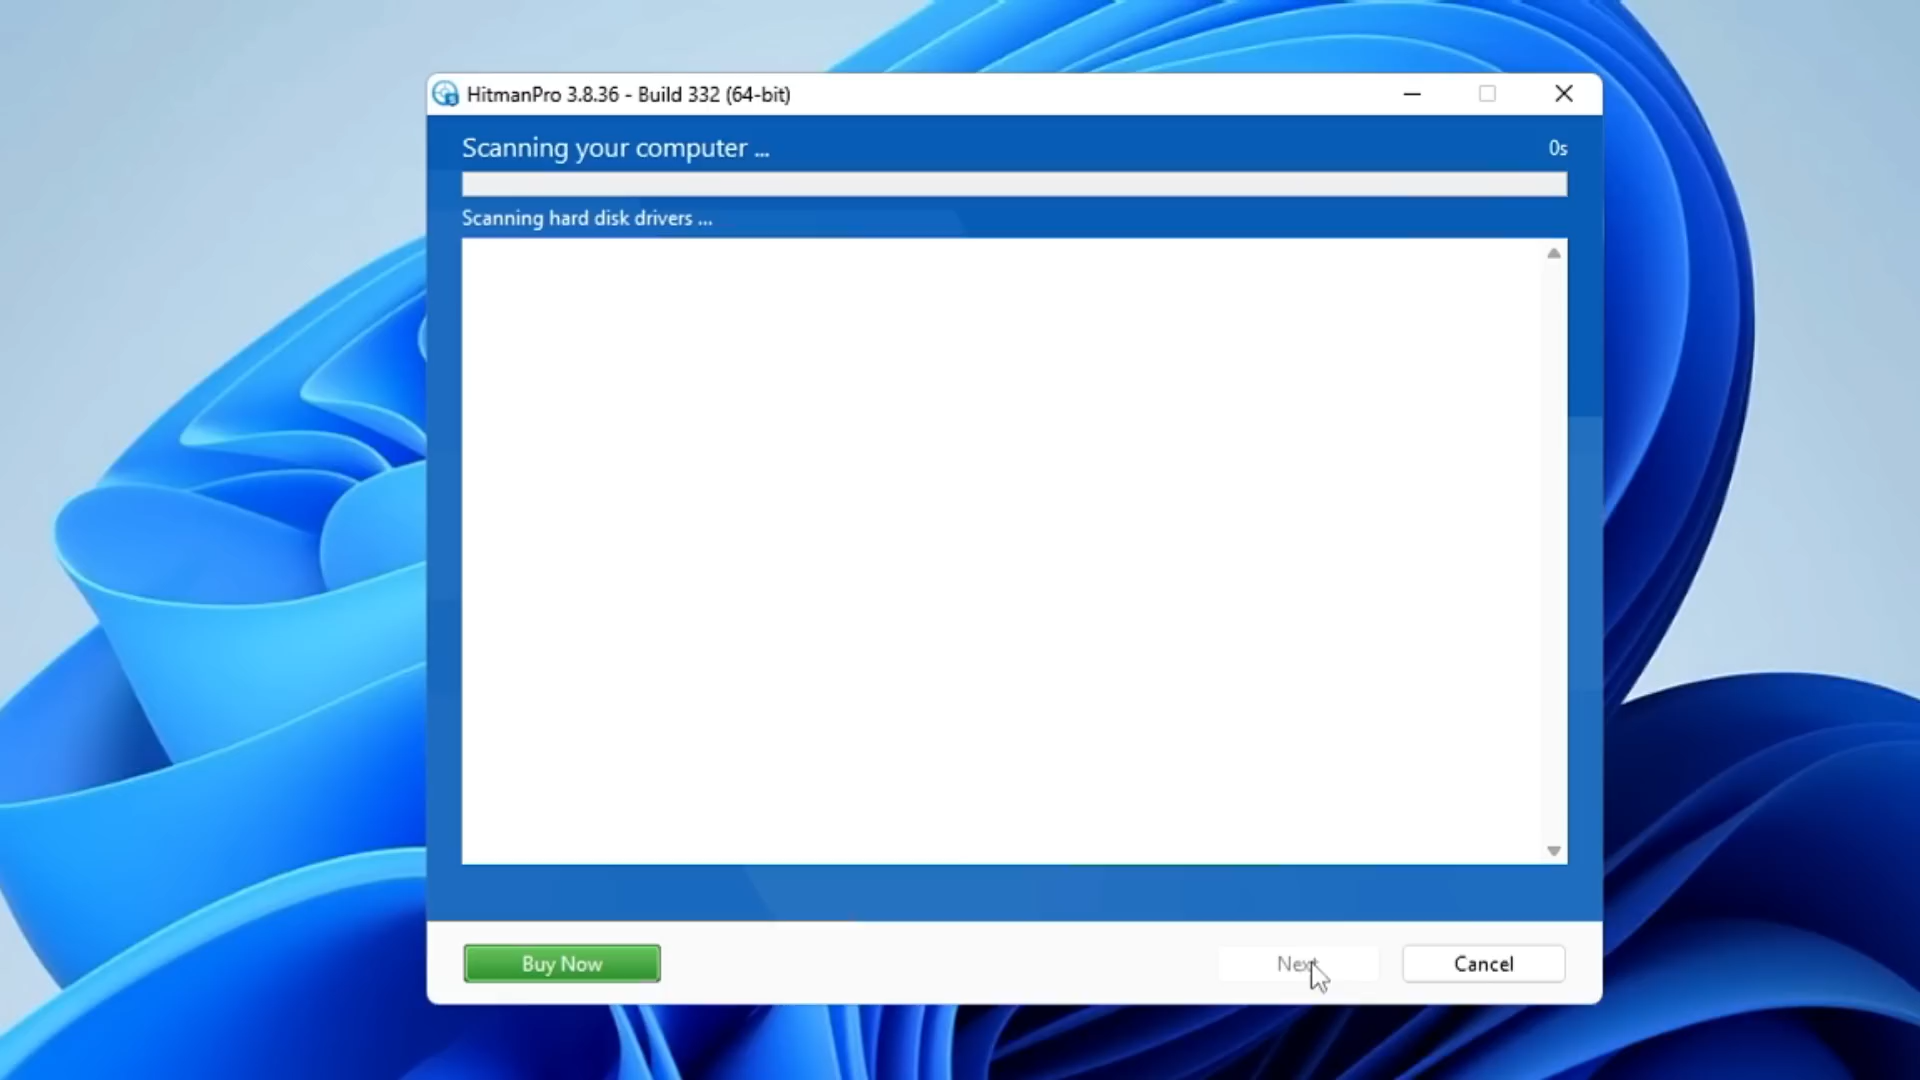 HitmanPro 3.8.36 - Build 332 (64-bit)
Scanning your computer ...
0s
Scanning hard disk drivers ...
Buy Now
Next
Cancel